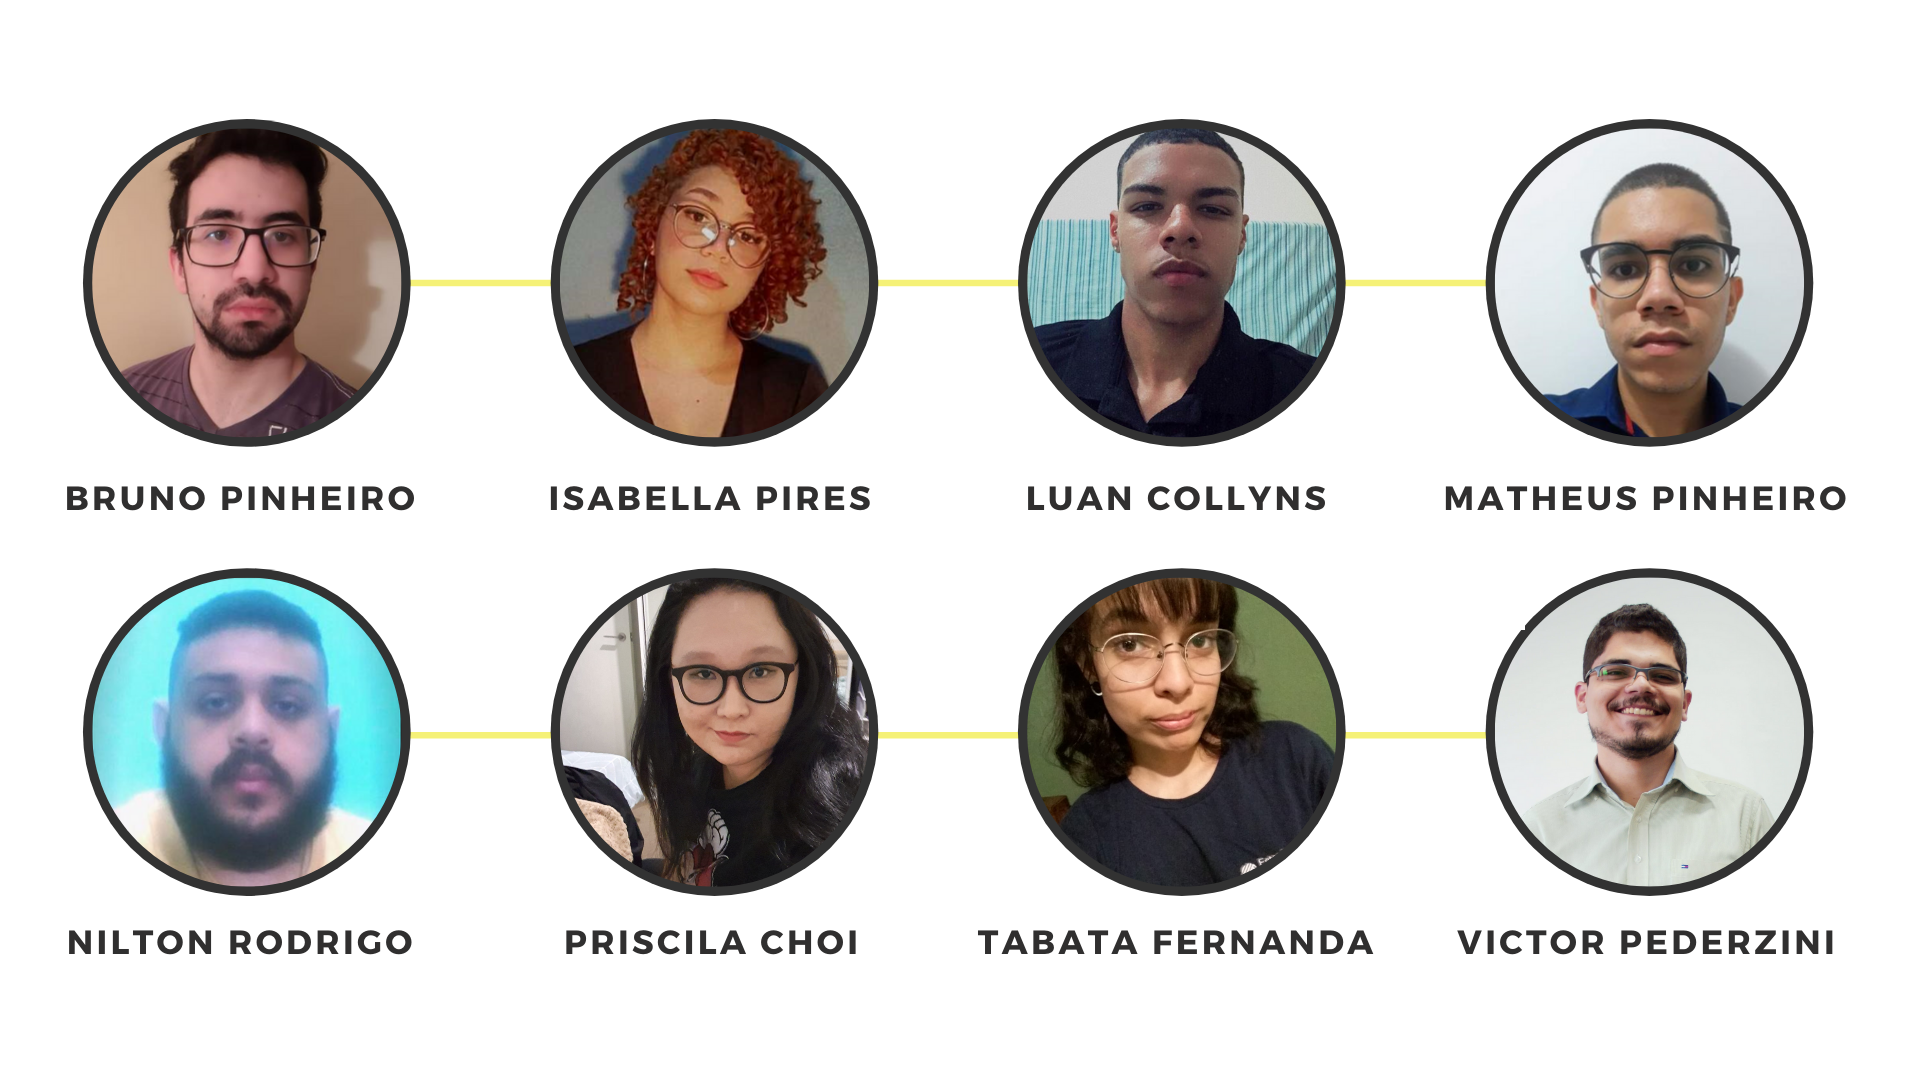 BRUNO PINHEIRO
ISABELLA PIRES
LUAN COLLYNS
MATHEUS PINHEIRO
NILTON RODRIGO
PRISCILA CHOI
TABATA FERNANDA
VICTOR PEDERZINI